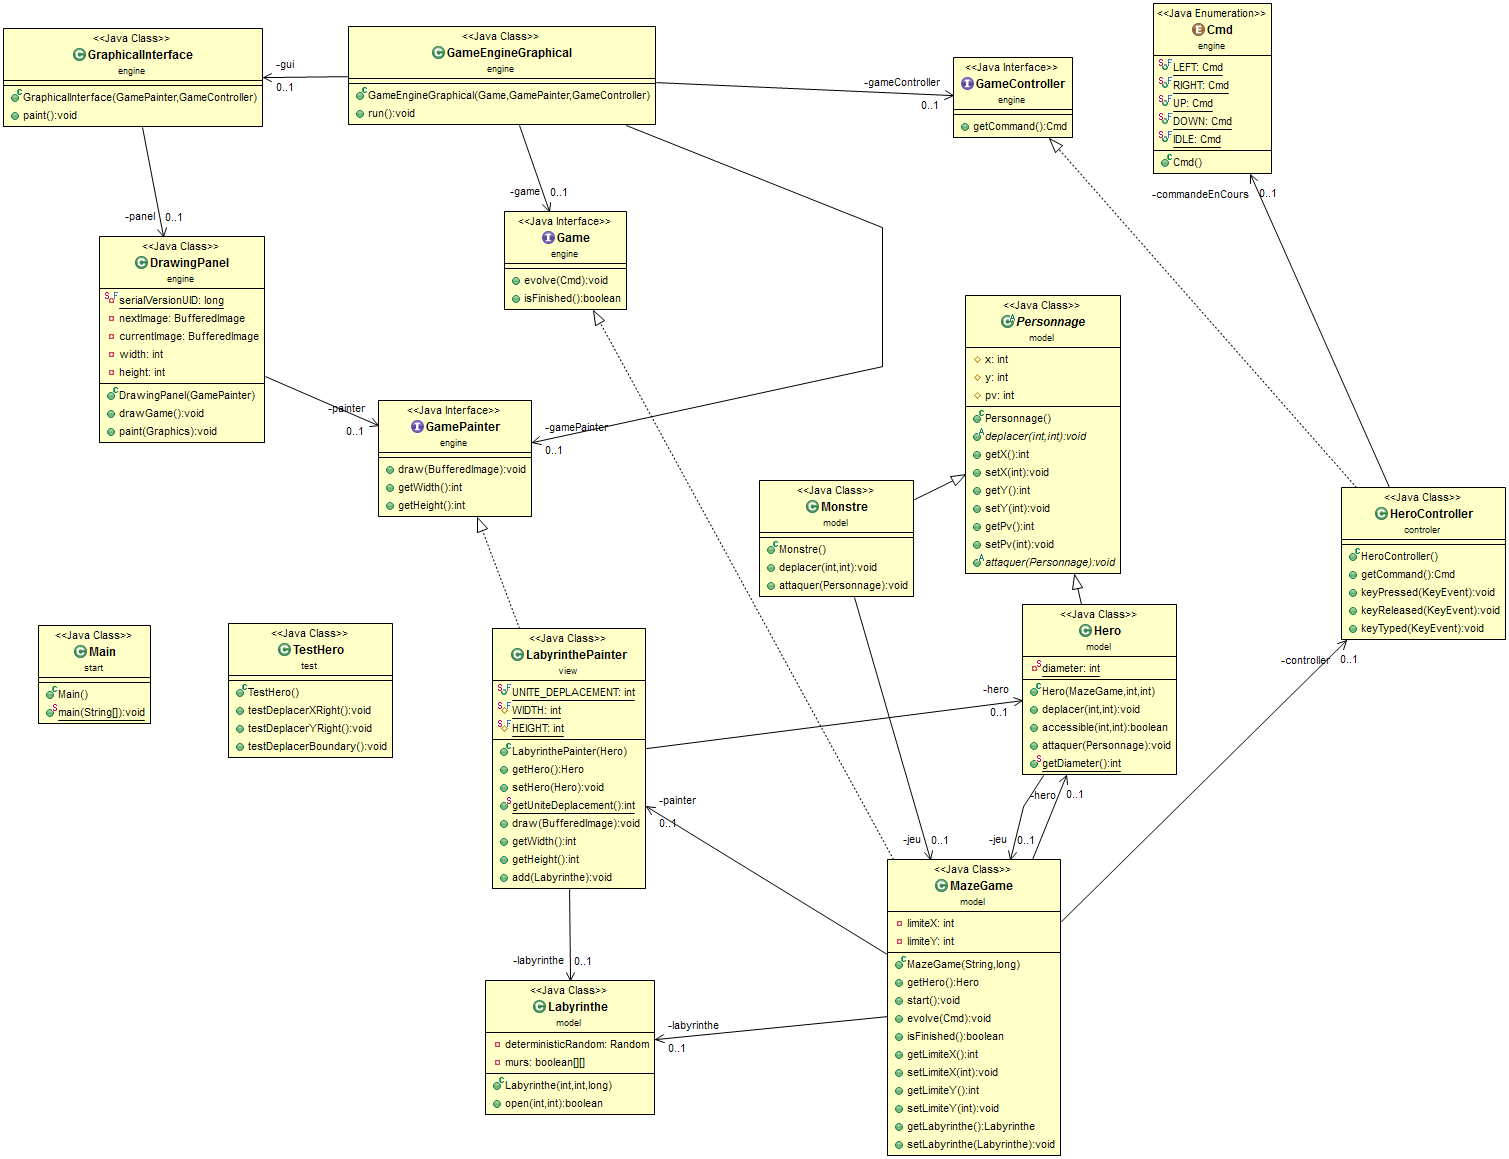 <<Java Class>>
GraphicalInterface
engine
GraphicalInterface(GamePainter,GameController)
paint():void
-gui
0..1
<<Java Class>>
GameEngineGraphical
engine
GameEngineGraphical(Game,GamePainter,GameController)
run():void
-gameController
0..1
<<Java Interface>>
GameController
engine
getCommand():Cmd
<<Java Enumeration>>
Cmd
engine
LEFT: Cmd
RIGHT: Cmd
UP: Cmd
DOWN: Cmd
IDLE: Cmd
Cmd()
-commandeEnCours
0..1
-panel
0..1
-game
0..1
<<Java Class>>
DrawingPanel
engine
serialVersionUID: long
nextImage: BufferedImage
currentImage: BufferedImage
width: int
height: int
DrawingPanel(GamePainter)
drawGame():void
paint(Graphics):void
<<Java Interface>>
Game
engine
evolve(Cmd):void
isFinished():boolean
-painter
0..1
<<Java Interface>>
GamePainter
engine
draw(BufferedImage):void
getWidth():int
getHeight():int
-gamePainter
0..1
<<Java Class>>
Personnage
model
x: int
y: int
pv: int
Personnage()
deplacer(int,int):void
getX():int
setX(int):void
getY():int
setY(int):void
getPv():int
setPv(int):void
attaquer(Personnage):void
<<Java Class>>
Monstre
model
Monstre()
deplacer(int,int):void
attaquer(Personnage):void
<<Java Class>>
HeroController
controler
HeroController()
getCommand():Cmd
keyPressed(KeyEvent):void
keyReleased(KeyEvent):void
keyTyped(KeyEvent):void
-controller
0..1
<<Java Class>>
Main
start
Main()
main(String[]):void
<<Java Class>>
TestHero
test
TestHero()
testDeplacerXRight():void
testDeplacerYRight():void
testDeplacerBoundary():void
<<Java Class>>
LabyrinthePainter
view
UNITE_DEPLACEMENT: int
WIDTH: int
HEIGHT: int
LabyrinthePainter(Hero)
getHero():Hero
setHero(Hero):void
getUniteDeplacement():int
draw(BufferedImage):void
getWidth():int
getHeight():int
add(Labyrinthe):void
-hero
0..1
<<Java Class>>
Hero
model
diameter: int
Hero(MazeGame,int,int)
deplacer(int,int):void
accessible(int,int):boolean
attaquer(Personnage):void
getDiameter():int
-hero
0..1
-painter
0..1
-jeu
0..1
-jeu
0..1
<<Java Class>>
MazeGame
model
limiteX: int
limiteY: int
MazeGame(String,long)
getHero():Hero
start():void
evolve(Cmd):void
isFinished():boolean
getLimiteX():int
setLimiteX(int):void
getLimiteY():int
setLimiteY(int):void
getLabyrinthe():Labyrinthe
setLabyrinthe(Labyrinthe):void
-labyrinthe
0..1
<<Java Class>>
Labyrinthe
model
deterministicRandom: Random
murs: boolean[][]
Labyrinthe(int,int,long)
open(int,int):boolean
-labyrinthe
0..1